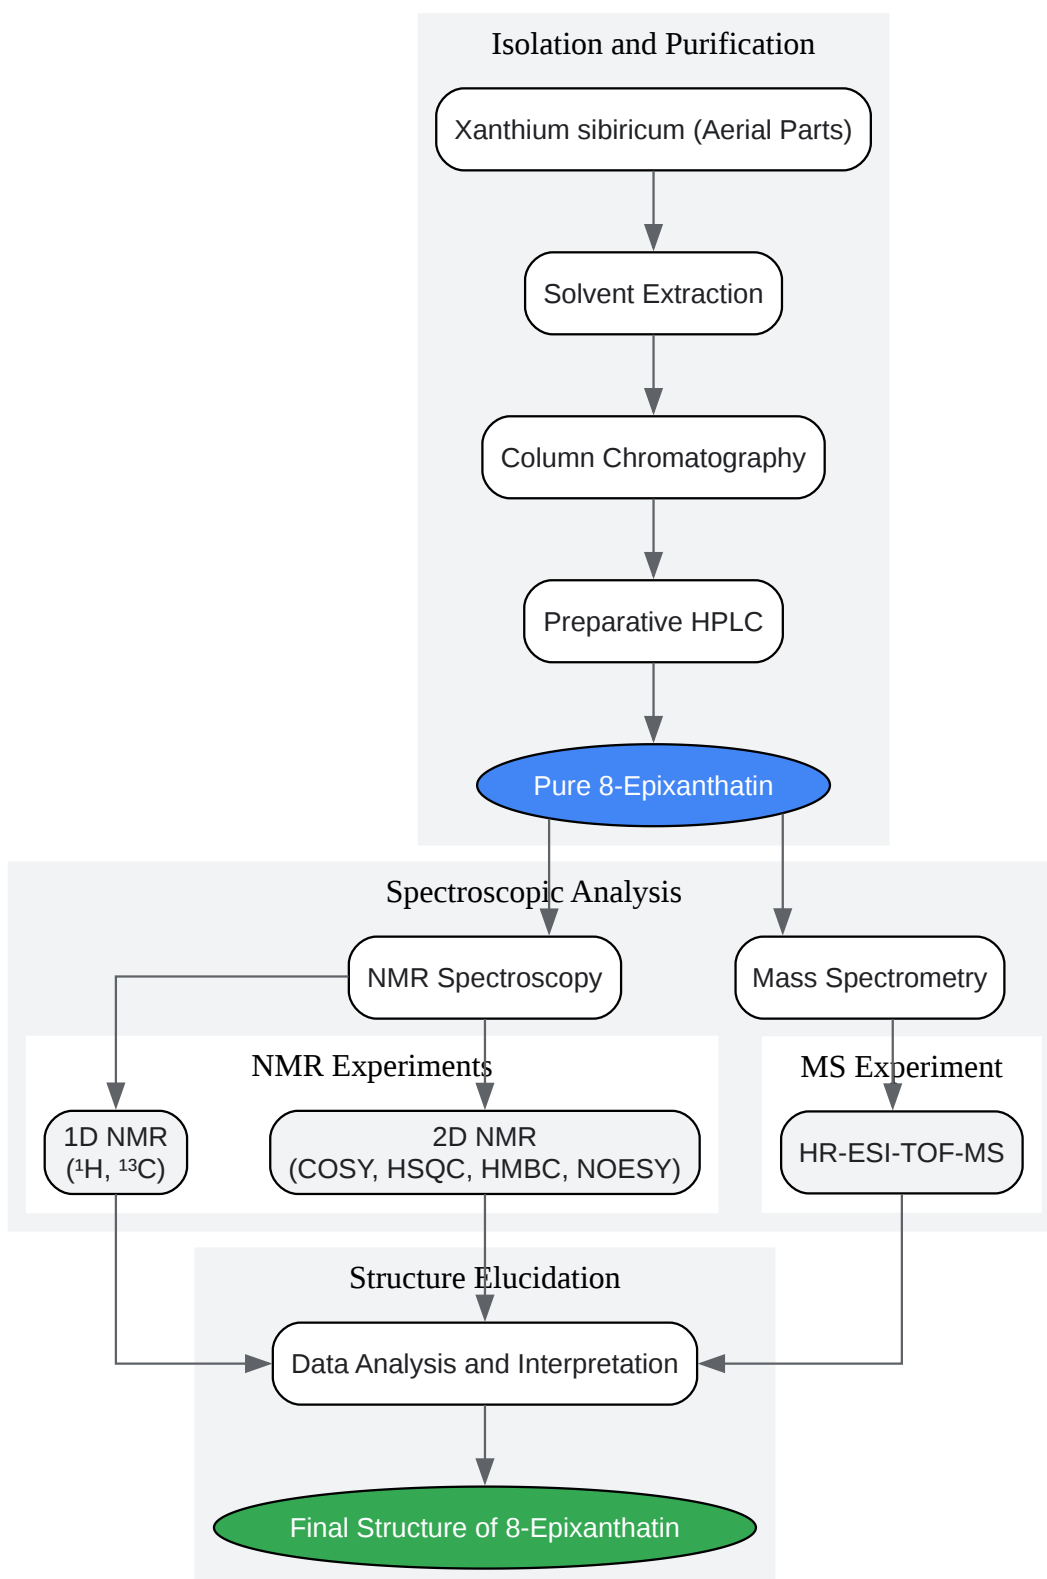 Isolation and Purification
Xanthium sibiricum (Aerial Parts)
Solvent Extraction
Column Chromatography
Preparative HPLC
Pure 8-Epixanthatin
Spectroscopic Analysis
NMR Spectroscopy
Mass Spectrometry
NMR Experiments
MS Experiment
1D NMR
(¹H, ¹³C)
2D NMR
(COSY, HSQC, HMBC, NOESY)
HR-ESI-TOF-MS
Structure Elucidation
Data Analysis and Interpretation
Final Structure of 8-Epixanthatin